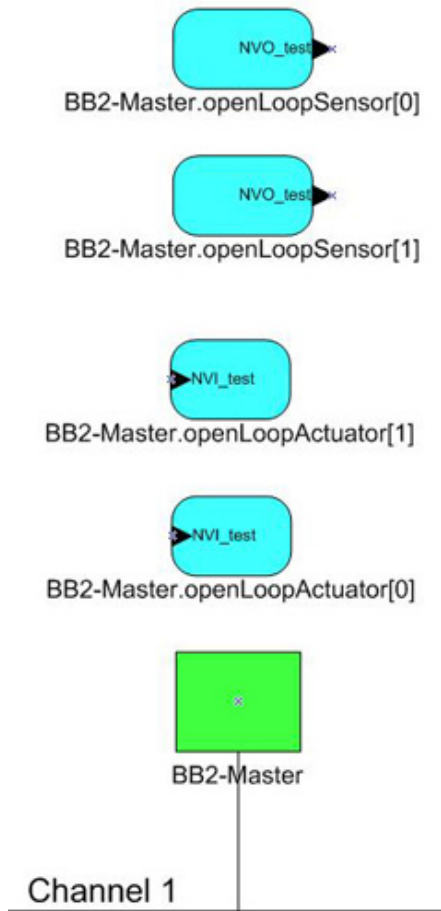 NVO_test
BB2-Master.openLoopSensor[0]
NVO_test
BB2-Master.openLoopSensor[1]
NVI_test
BB2-Master.openLoopActuator[1]
NVI_test
BB2-Master.openLoopActuator[0]
BB2-Master
Channel 1